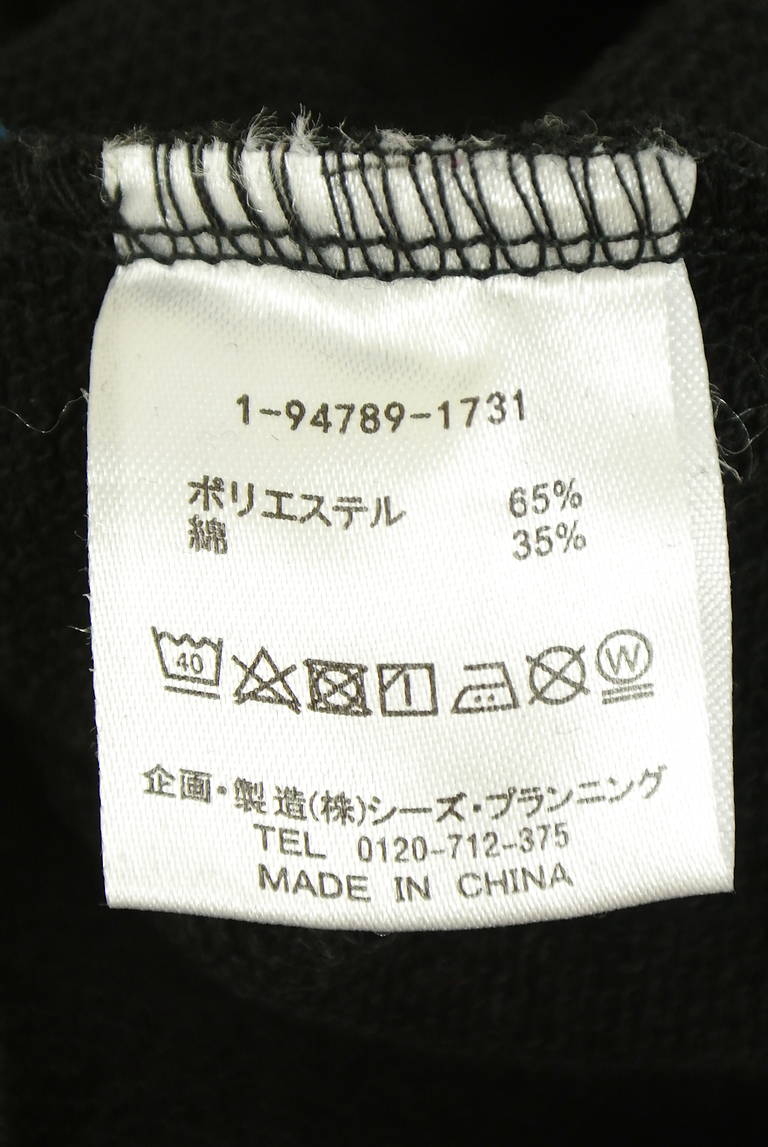 1-94789-1731
ポリエステル 65%
綿 35%
40 W
企画・製造(株)シーズ・プランニング
TEL 0120-712-375
MADE IN CHINA